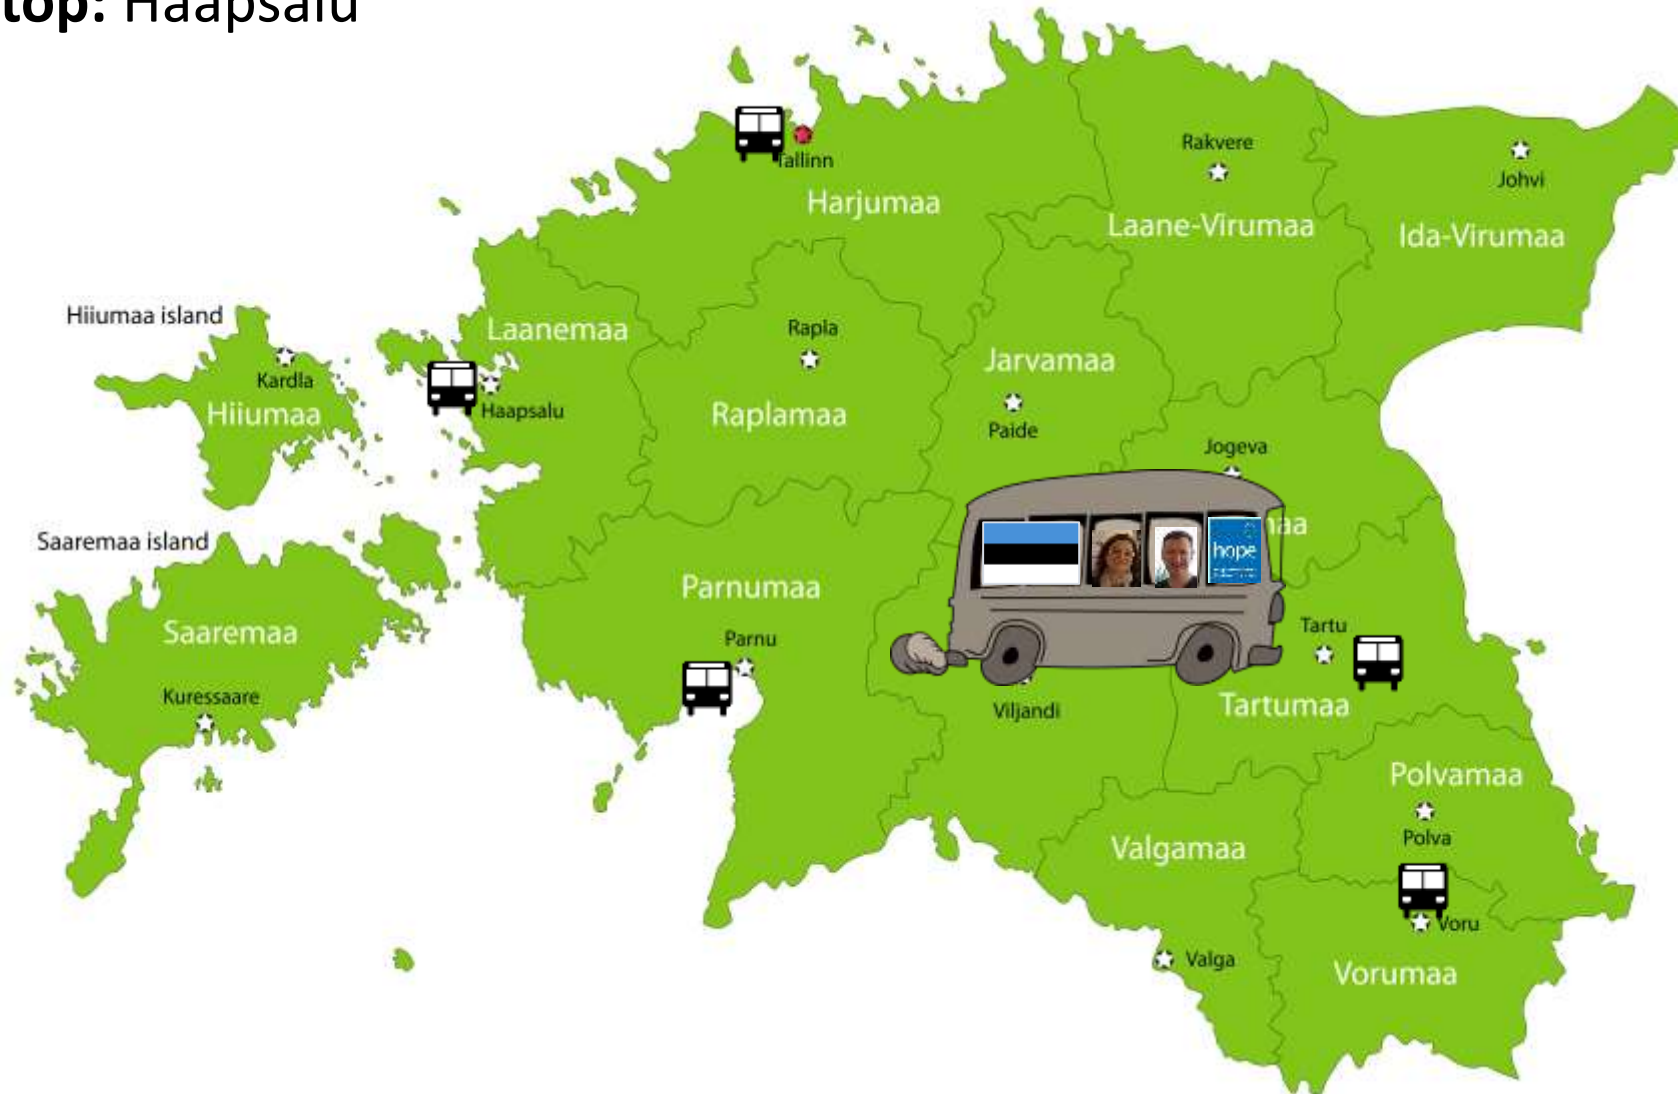 top: Haapsalu
Tallinn
Harjumaa
Rakvere
Laane-Virumaa
Johvi
Ida-Virumaa
Hiiumaa island
Kardla
Hiiumaa
Laanemaa
Haapsalu
Rapla
Raplamaa
Jarvamaa
Paide
Jogeva
naa
hope
Saaremaa island
Saaremaa
Kuressaare
Parnumaa
Parnu
Viljandi
Tartu
Tartumaa
Polvamaa
Polva
Valgamaa
Voru
Valga
Vorumaa